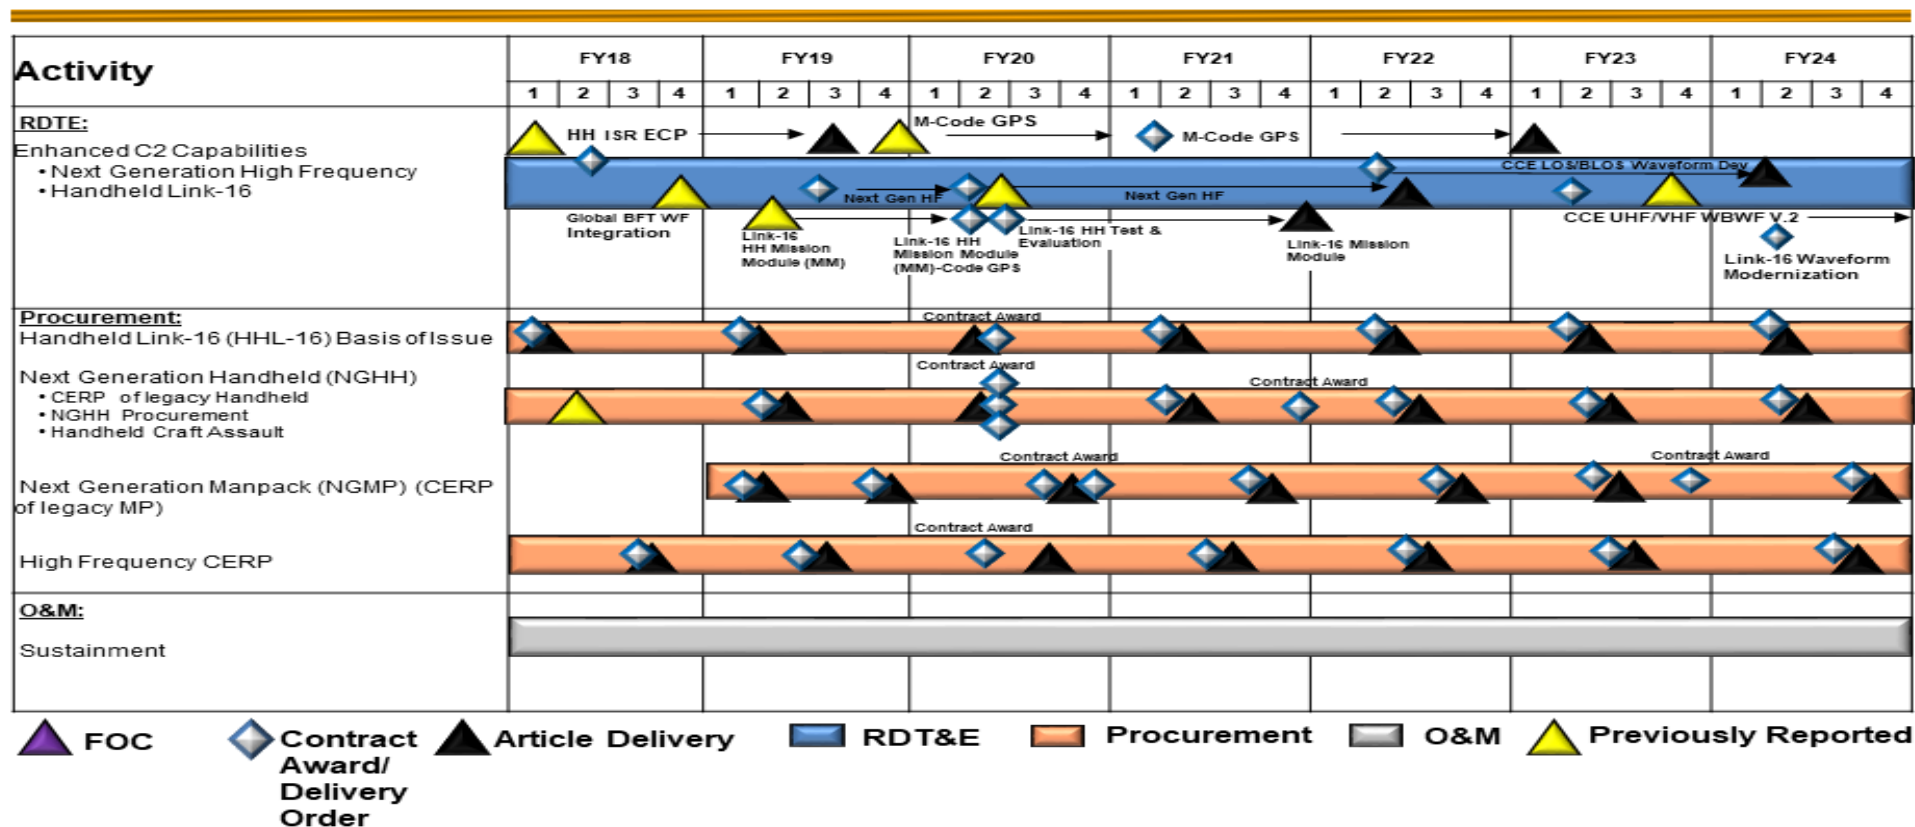 Activity
FY18 FY19 FY20 FY21 FY22 FY23 FY24
1 2 3 4 1 2 3 4 1 2 3 4 1 2 3 4 1 2 3 4 1 2 3 4 1 2 3 4
RDTE:
Enhanced C2 Capabilities
• Next Generation High Frequency
• Handheld Link-16
HH ISR ECP
M-Code GPS
M-Code GPS
CCE LOS/BLOS Waveform Dev
Next Gen HF
Next Gen HF
Global BFT WF
Integration
Link-16
HH Mission
Module (MM)
Link-16 HH
Mission Module
(MM)-Code GPS
Link-16 HH Test &
Evaluation
Link-16 Mission
Module
CCE UHF/VHF WBWF V.2
Link-16 Waveform
Modernization
Procurement:
Handheld Link-16 (HHL-16) Basis of Issue
Contract Award
Next Generation Handheld (NGHH)
• CERP of legacy Handheld
• NGHH Procurement
• Handheld Craft Assault
Contract Award
Contract Award
Next Generation Manpack (NGMP) (CERP
of legacy MP)
Contract Award
Contract Award
High Frequency CERP
Contract Award
O&M:
Sustainment
FOC
Contract
Award/
Delivery
Order
Article Delivery
RDT&E
Procurement
O&M
Previously Reported